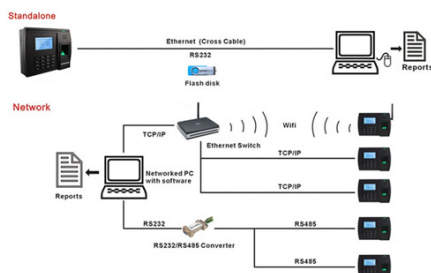 Standalone
Ethernet (Cross Cable)
RS232
Flash disk
Reports
Network
TCP/IP
Wifi
Ethernet Switch
TCP/IP
Networked PC
with software
TCP/IP
Reports
RS232
RS485
RS232/RS485 Converter
RS485